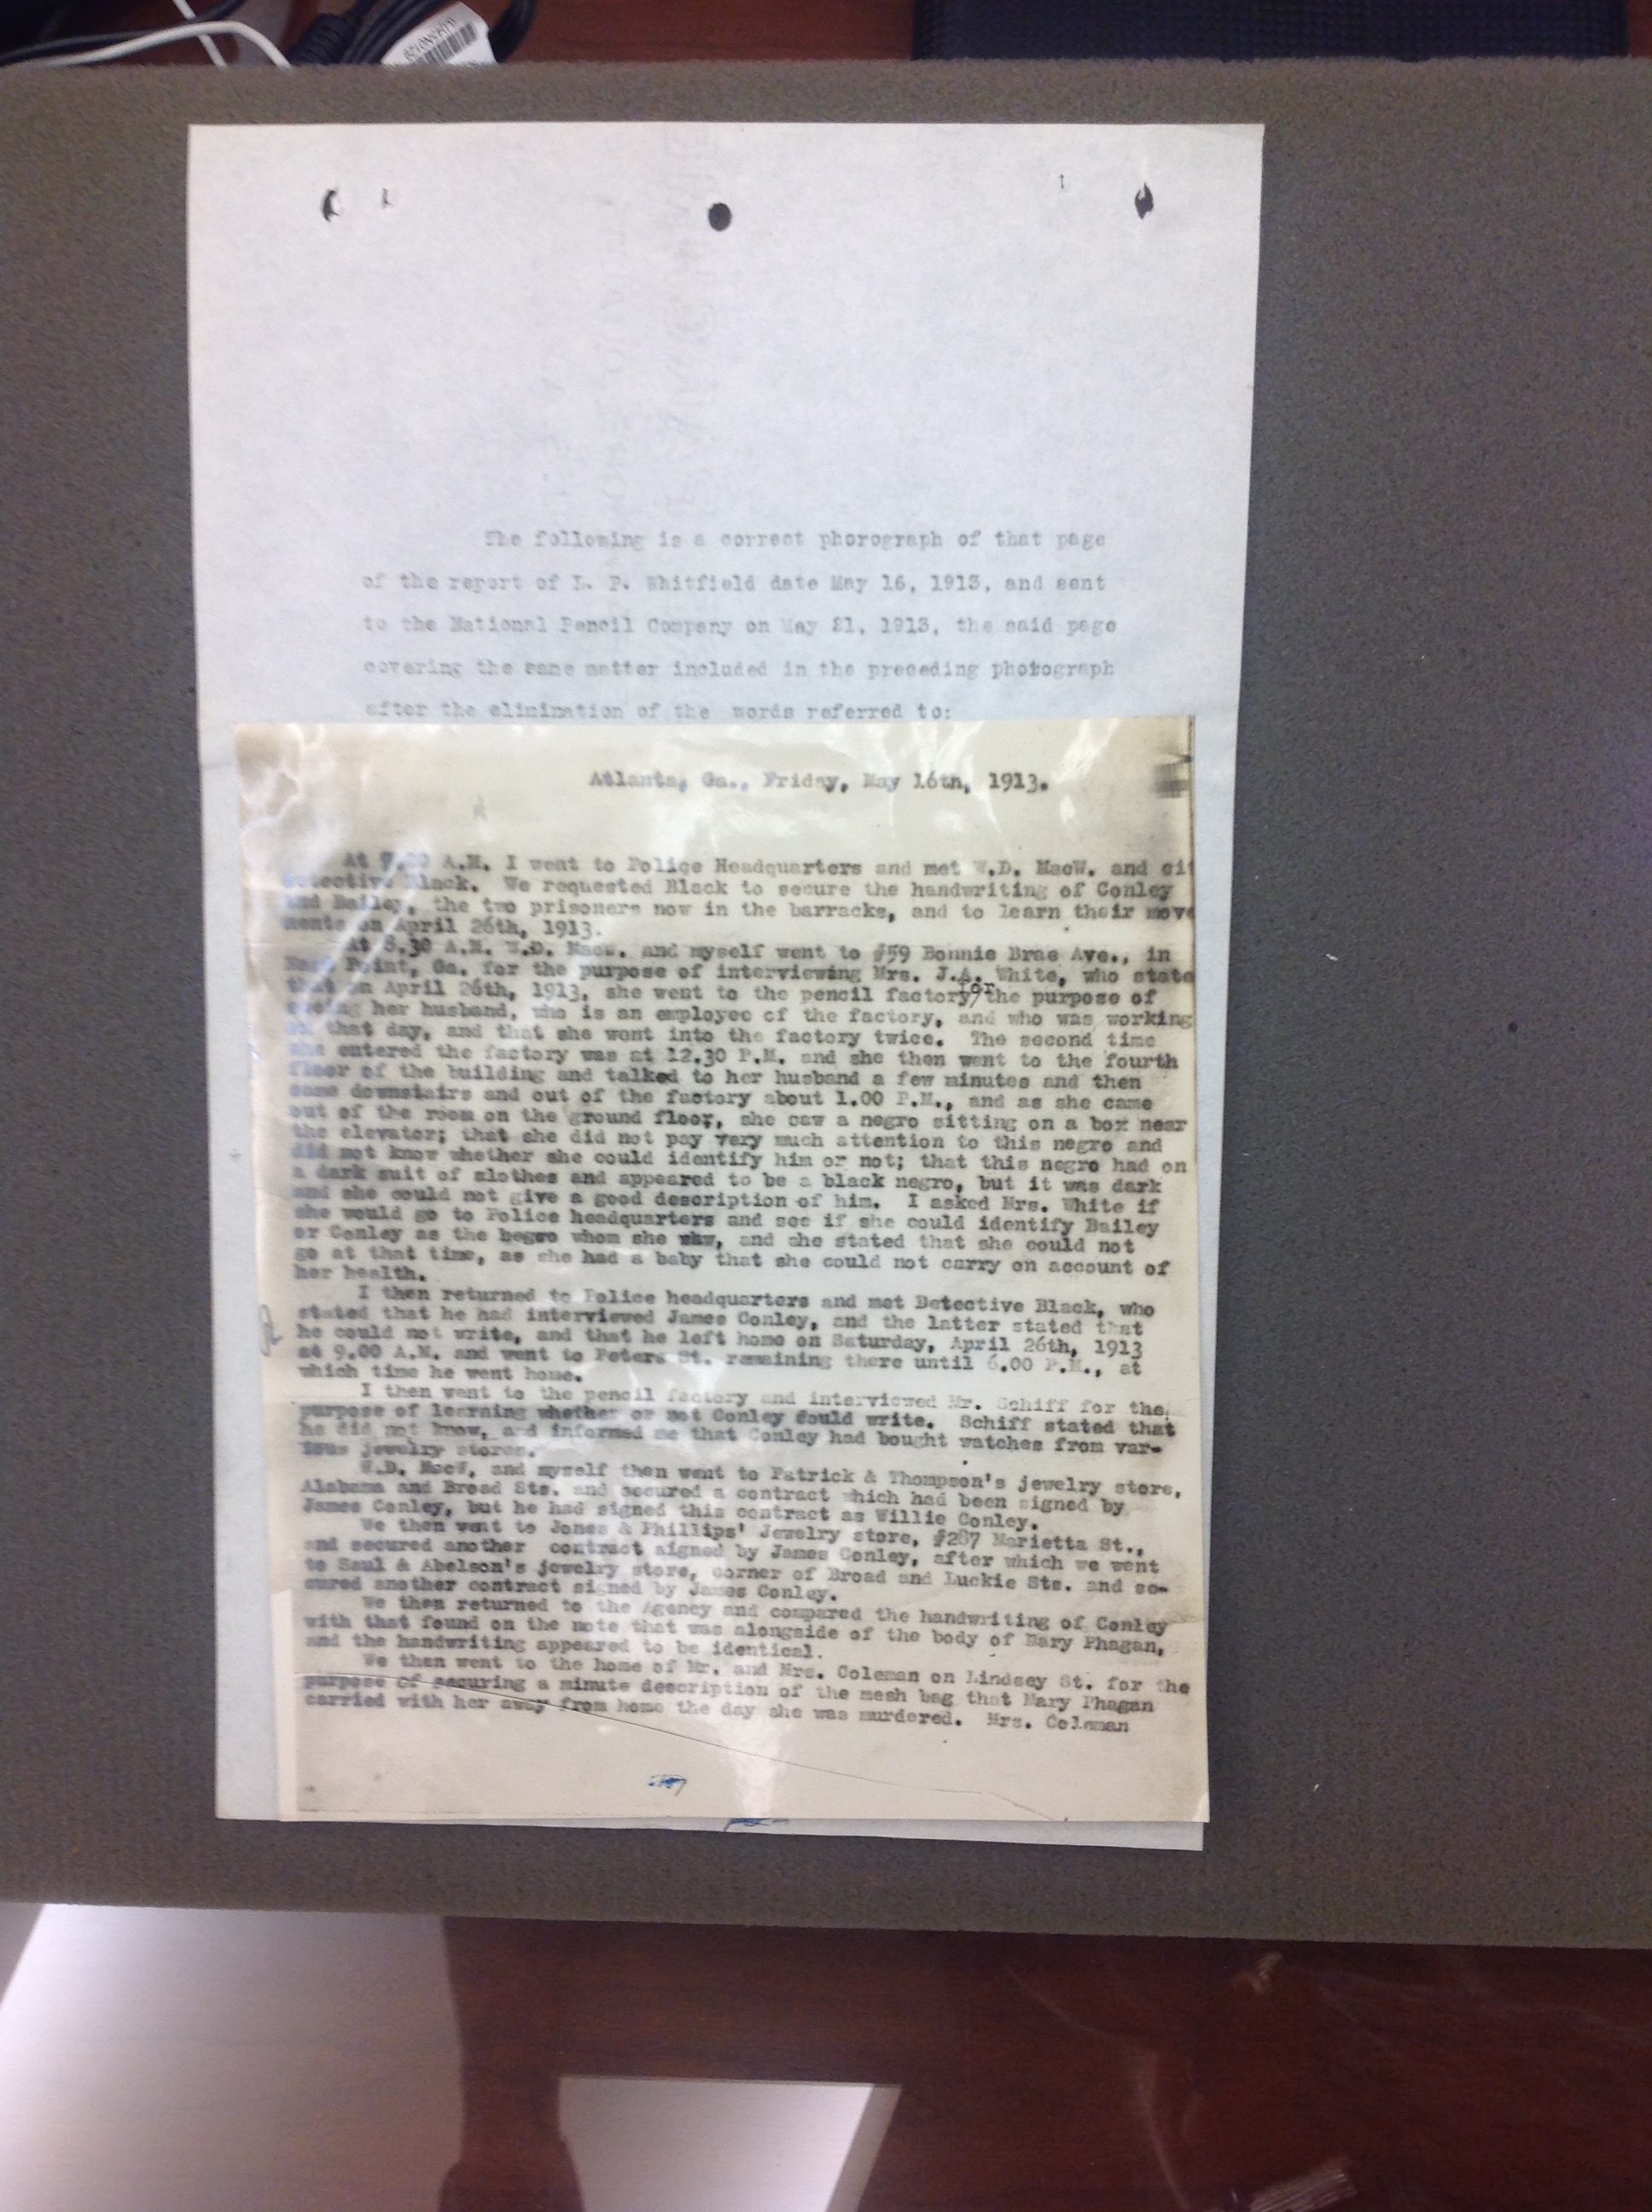 The following is a correct phorograph of that page
of the report of L. P. Whitfield date May 16, 1913, and sent
to the National Pencil Company on May 21, 1913, the said page
covering the same matter included in the preceding photograph
after the elimination of the words referred to:
Atlanta, Ga., Friday, May 16th, 1913.
At A.M. I went to Police Headquarters and met W.D. MacW. and cit
Detective Black. We requested Black to secure the handwriting of Conley
and Bailey, the two prisoners now in the barracks, and to learn their move
ments on April 26th, 1913.
At 8.30 A.M. W.D. MacW. and myself went to #59 Bonnie Brae Ave., in
Point, Ga. for the purpose of interviewing Mrs. J.A. White, who state
that on April 26th, 1913, she went to the pencil factory/for the purpose of
seeing her husband, who is an employee of the factory, and who was working
that day, and that she went into the factory twice. The second time
she entered the factory was at 12.30 P.M. and she then went to the fourth
floor of the building and talked to her husband a few minutes and then
came downstairs and out of the factory about 1.00 P.M., and as she came
out of the room on the ground floor, she saw a negro sitting on a box near
the elevator; that she did not pay very much attention to this negro and
did not know whether she could identify him or not; that this negro had on
a dark suit of clothes and appeared to be a black negro, but it was dark
and she could not give a good description of him. I asked Mrs. White if
she would go to Police headquarters and see if she could identify Bailey
or Conley as the negro whom she saw, and she stated that she could not
go at that time, as she had a baby that she could not carry on account of
her health.
I then returned to Police headquarters and met Detective Black, who
stated that he had interviewed James Conley, and the latter stated that
he could not write, and that he left home on Saturday, April 26th, 1913
at 9.00 A.M. and went to Peters St. remaining there until 6.00 P.M., at
which time he went home.
I then went to the pencil factory and interviewed Mr. Schiff for the
purpose of learning whether or not Conley could write. Schiff stated that
he did not know, and informed me that Conley had bought watches from var-
ious jewelry stores.
W.D. MacW, and myself then went to Patrick & Thompson's jewelry store,
Alabama and Broad Sts. and secured a contract which had been signed by
James Conley, but he had signed this contract as Willie Conley.
We then went to Jones & Phillips' Jewelry store, #287 Marietta St.,
and secured another contract signed by James Conley, after which we went
to Saul & Abelson's jewelry store, corner of Broad and Luckie Sts. and se-
cured another contract signed by James Conley.
We then returned to the Agency and compared the handwriting of Conley
with that found on the note that was alongside of the body of Mary Phagan,
and the handwriting appeared to be identical.
We then went to the home of Mr. and Mrs. Coleman on Lindsey St. for the
purpose of securing a minute description of the mesh bag that Mary Phagan
carried with her away from home the day she was murdered. Mrs. Coleman